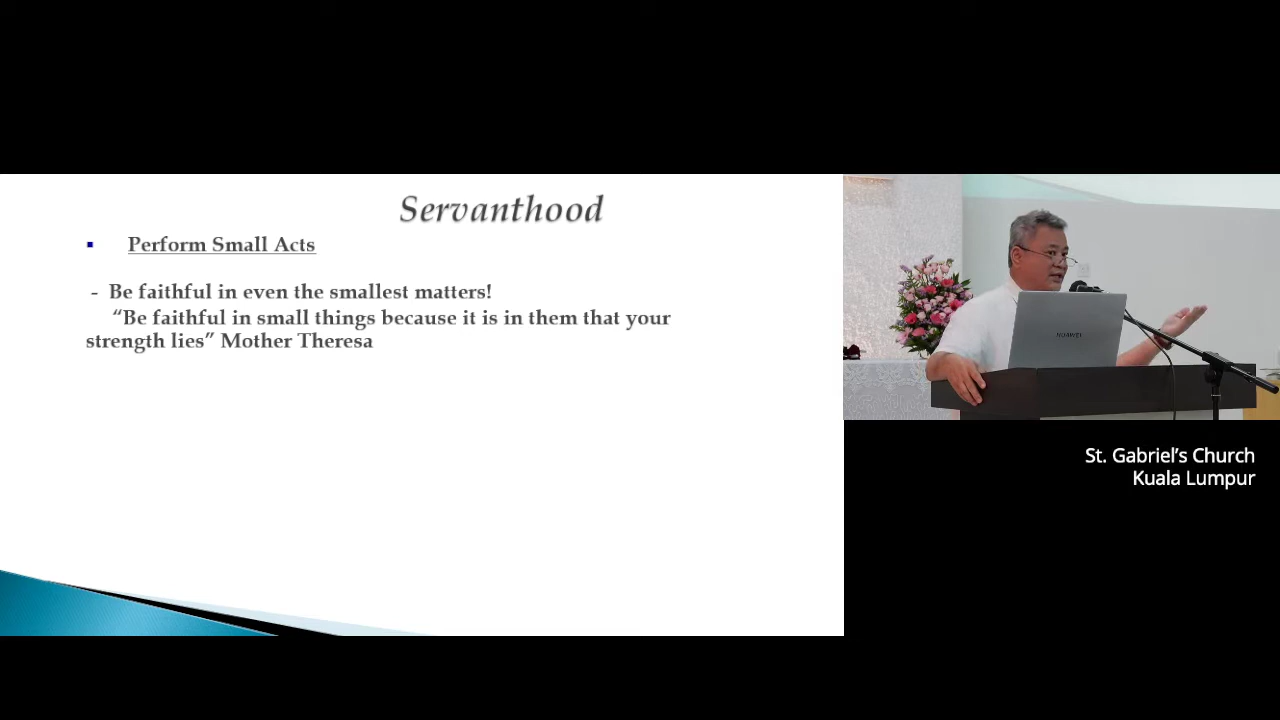 Servanthood
▪ Perform Small Acts
- Be faithful in even the smallest matters!
“Be faithful in small things because it is in them that your
strength lies” Mother Theresa
HUAWEI
St. Gabriel’s Church
Kuala Lumpur